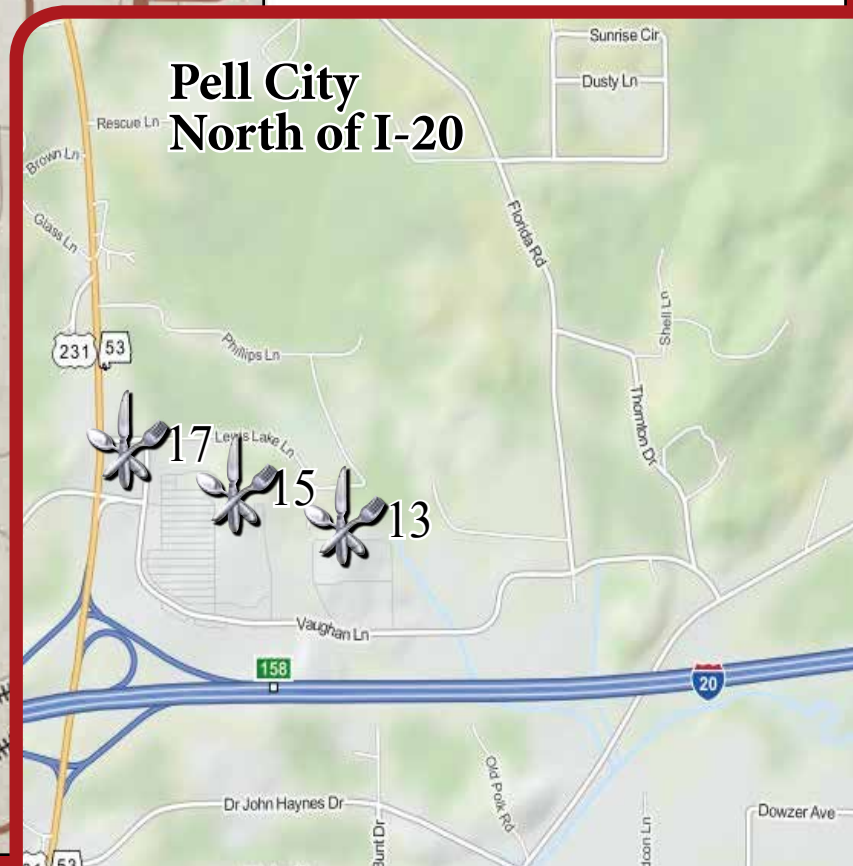 Pell City
North of I-20
Sunrise Cir
Dusty Ln
Rescue Ln
Brown Ln
Glass Ln
Florida Rd
231
53
Phillips Ln
Shell Ln
Thornton Dr
17
Lewis Lake Ln
15
13
Vaughan Ln
158
20
Dr John Haynes Dr
Old Polk Rd
Dowzer Ave
53